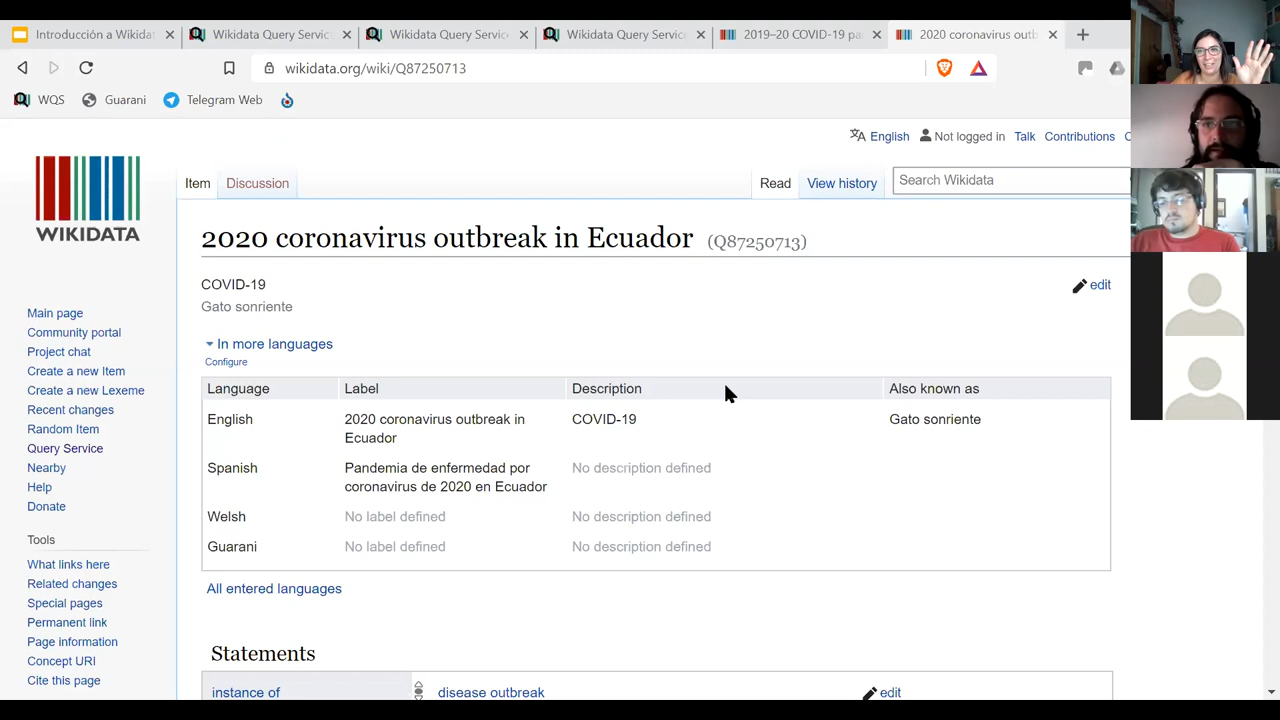 Introducción a Wikidat
Wikidata Query Servic
Wikidata Query Servic
Wikidata Query Servic
2019–20 COVID-19 pa
2020 coronavirus outb
wikidata.org/wiki/Q87250713
WQS
Guarani
Telegram Web
English
Not logged in
Talk
Contributions
C
WIKIDATA
Item
Discussion
Read
View history
Search Wikidata
2020 coronavirus outbreak in Ecuador (Q87250713)
COVID-19
edit
Gato sonriente
In more languages
Configure
Language
Label
Description
Also known as
English
2020 coronavirus outbreak in
Ecuador
COVID-19
Gato sonriente
Spanish
Pandemia de enfermedad por
coronavirus de 2020 en Ecuador
No description defined
Welsh
No label defined
No description defined
Guarani
No label defined
No description defined
All entered languages
Statements
instance of
disease outbreak
edit
Main page
Community portal
Project chat
Create a new Item
Create a new Lexeme
Recent changes
Random Item
Query Service
Nearby
Help
Donate
Tools
What links here
Related changes
Special pages
Permanent link
Page information
Concept URI
Cite this page